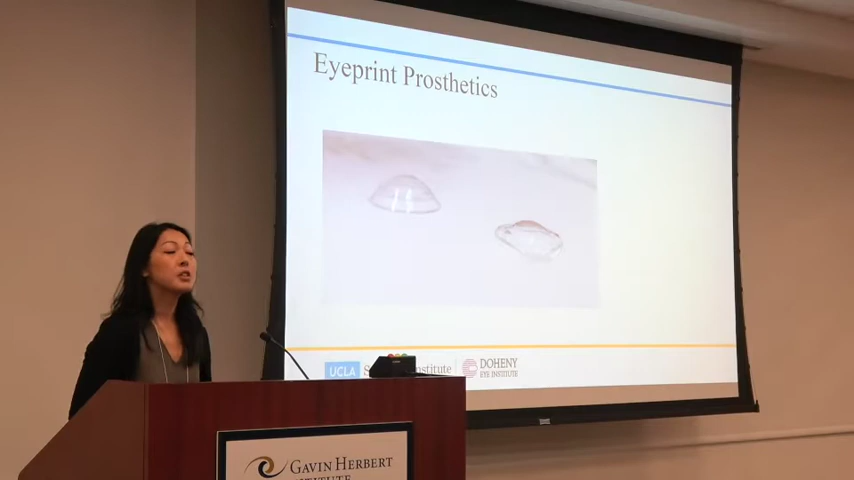 Eyeprint Prosthetics
UCLA
DOHENY
EYE INSTITUTE
GAVIN HERBERT
INSTITUTE